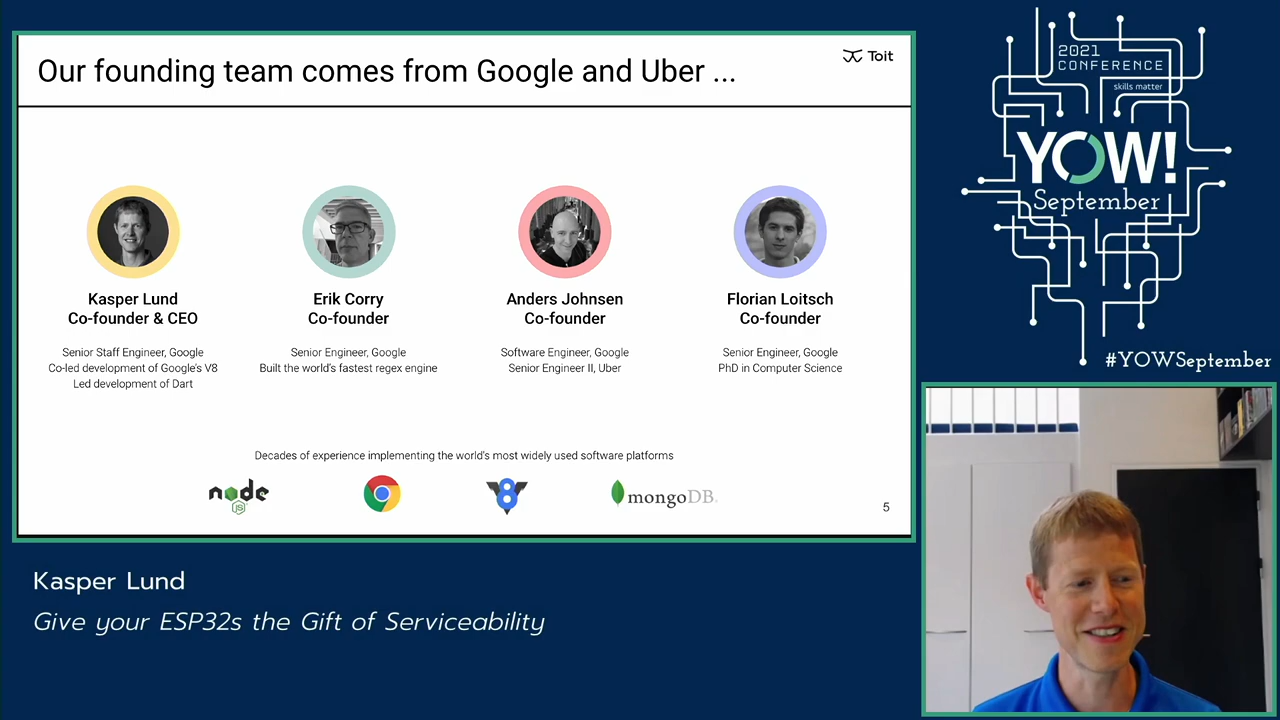 Our founding team comes from Google and Uber ...
Toit
Kasper Lund
Co-founder & CEO
Senior Staff Engineer, Google
Co-led development of Google's V8
Led development of Dart
Erik Corry
Co-founder
Senior Engineer, Google
Built the world's fastest regex engine
Anders Johnsen
Co-founder
Software Engineer, Google
Senior Engineer II, Uber
Florian Loitsch
Co-founder
Senior Engineer, Google
PhD in Computer Science
Decades of experience implementing the world's most widely used software platforms
node
JS
V8
mongoDB.
5
Kasper Lund
Give your ESP32s the Gift of Serviceability
2021
CONFERENCE
skills matter
YOW!
September
#YOWSeptember